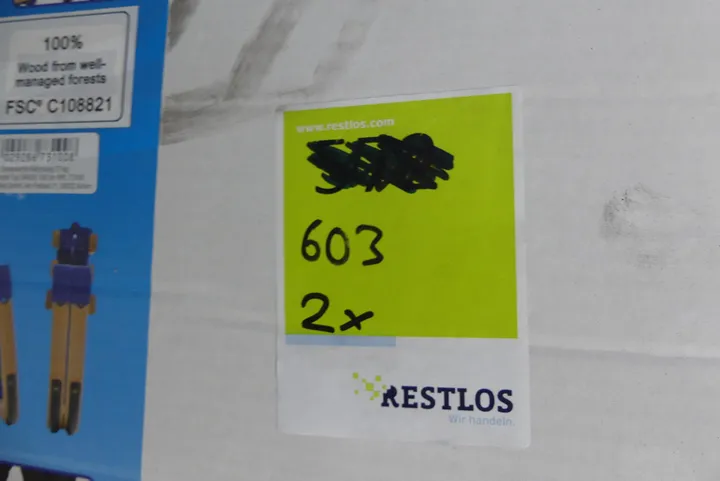 100%
Wood from well-
managed forests
FSC® C108821
www.restlos.com
603
2x
RESTLOS
Wir handeln.